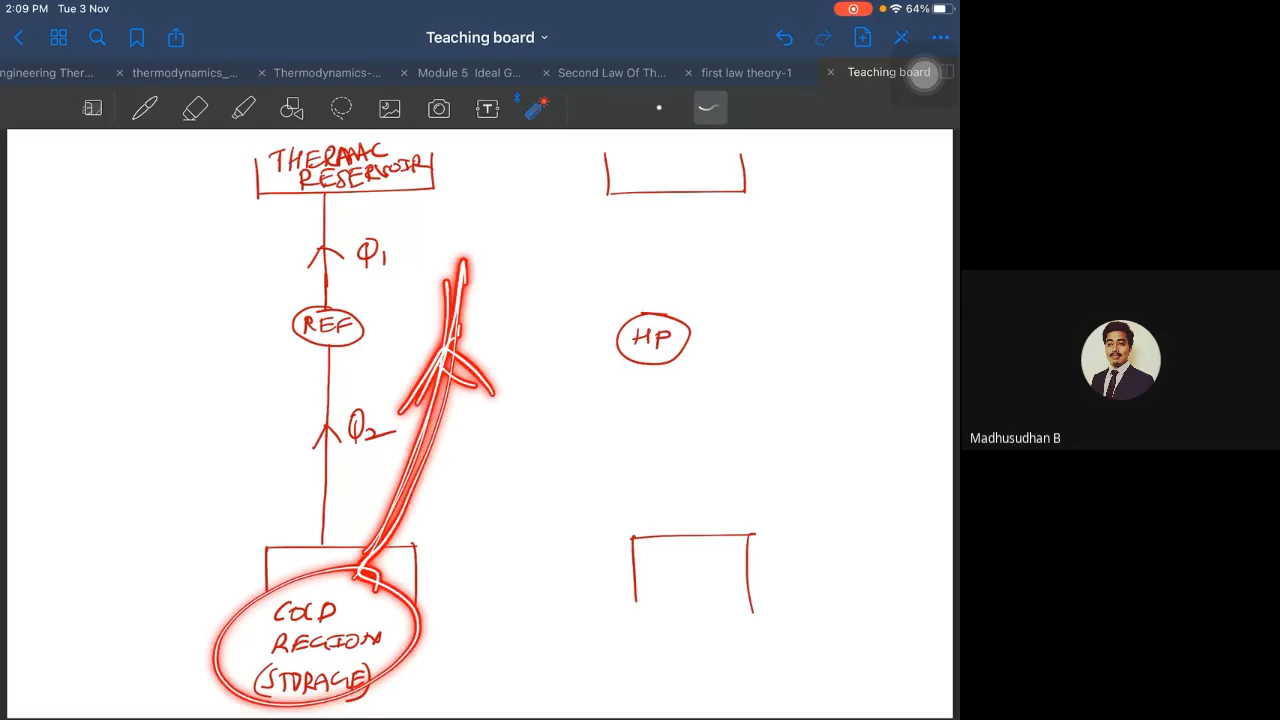 2:09 PM Tue 3 Nov
64%
Teaching board
ngineering Ther...
thermodynamics_...
Thermodynamics-...
Module 5 Ideal G...
Second Law Of Th...
first law theory-1
Teaching board
T
RESERVOIR
Q1
REF
HP
Q2
COLD
REGION
(STORAGE)
Madhusudhan B